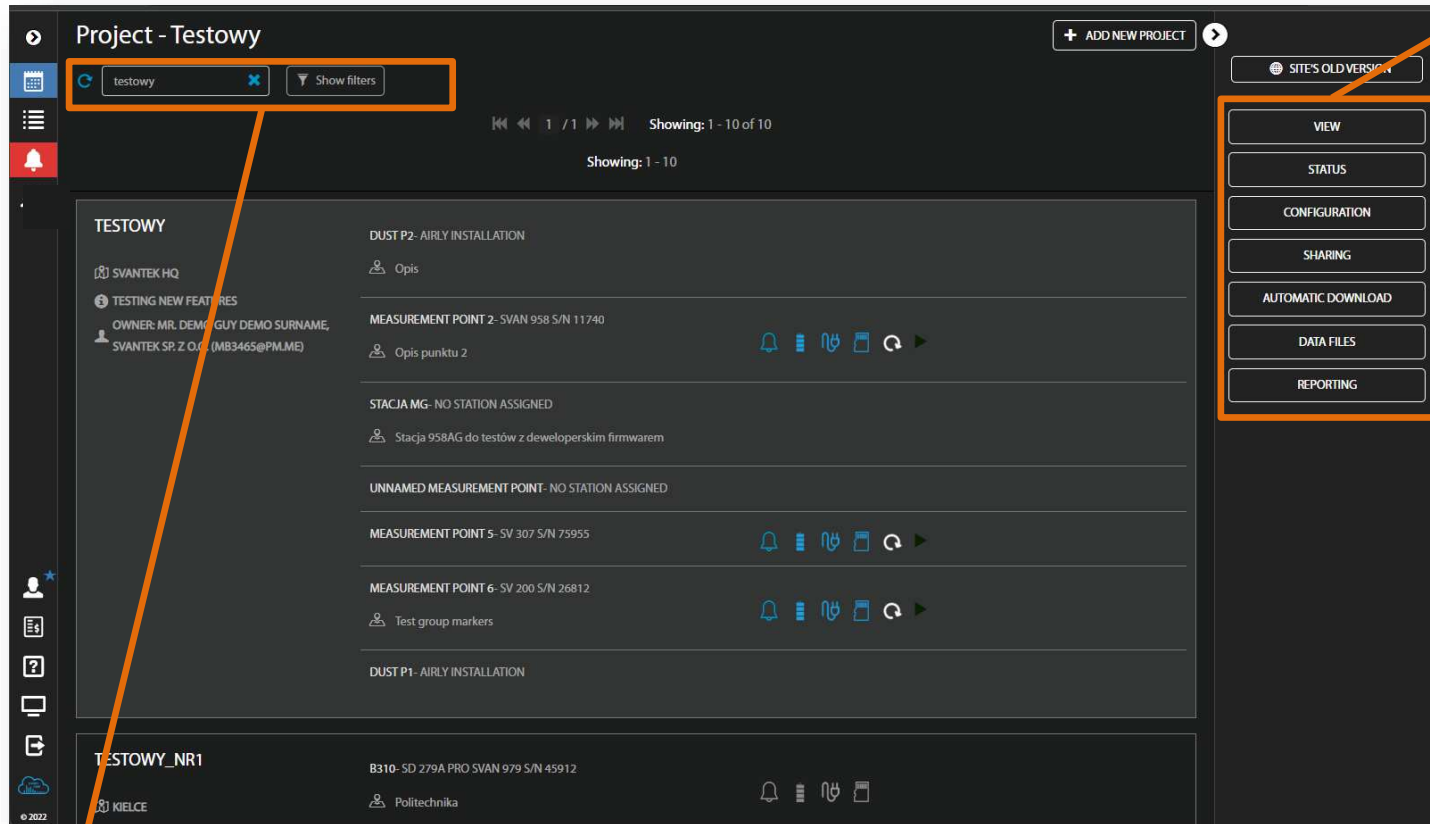 Project - Testowy
+ ADD NEW PROJECT
testowy
Show filters
SITE'S OLD VERSION
1 / 1 Showing: 1 - 10 of 10
Showing: 1 - 10
VIEW
STATUS
CONFIGURATION
SHARING
AUTOMATIC DOWNLOAD
DATA FILES
REPORTING
TESTOWY
SVANTEK HQ
TESTING NEW FEATURES
OWNER: MR. DEMO GUY DEMO SURNAME,
SVANTEK SP. Z O.O. (MB3465@PM.ME)
DUST P2- AIRLY INSTALLATION
Opis
MEASUREMENT POINT 2- SVAN 958 S/N 11740
Opis punktu 2
STACJA MG- NO STATION ASSIGNED
Stacja 958AG do testów z deweloperskim firmwarem
UNNAMED MEASUREMENT POINT- NO STATION ASSIGNED
MEASUREMENT POINT 5- SV 307 S/N 75955
MEASUREMENT POINT 6- SV 200 S/N 26812
Test group markers
DUST P1- AIRLY INSTALLATION
TESTOWY_NR1
KIELCE
B310- SD 279A PRO SVAN 979 S/N 45912
Politechnika
© 2022